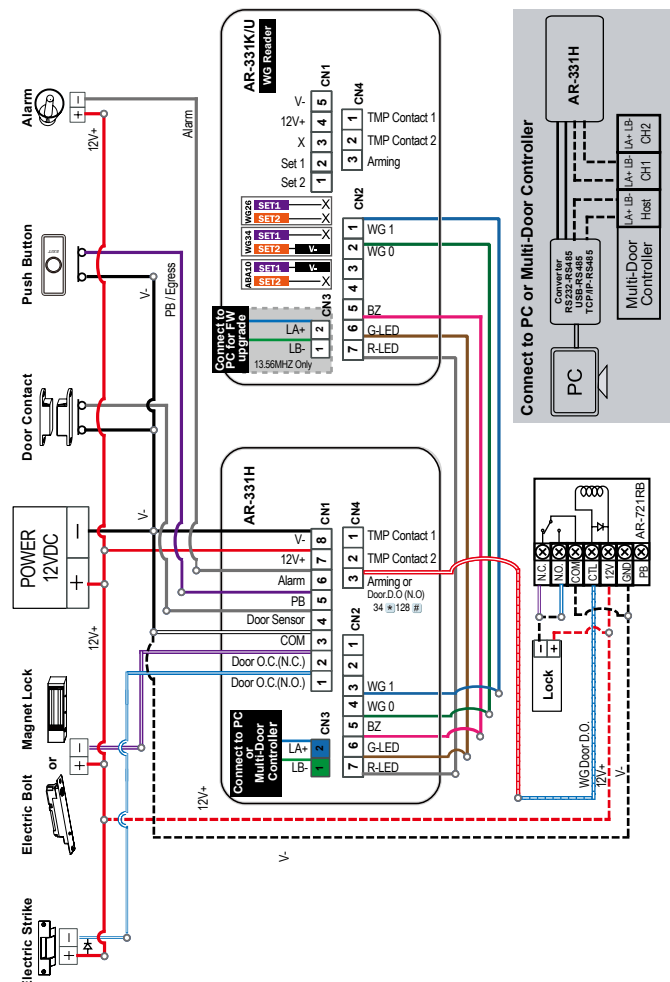 Electric Strike
Electric Bolt
or
Magnet Lock
POWER
12VDC
Door Contact
Push Button
Alarm
+ −
+ −
+ −
+ −
12V+
12V+
V-
V-
PB / Egress
Alarm
12V+
V-
AR-331H
CN1
V-
8
12V+
7
Alarm
6
PB
5
Door Sensor
4
COM
3
Door O.C.(N.C.)
2
Door O.C.(N.O.)
1
CN4
1
TMP Contact 1
2
TMP Contact 2
3
Arming or
Door.D.O (N.O)
34 * 128 #
CN2
1
2
3
WG 1
4
WG 0
5
BZ
6
G-LED
7
R-LED
CN3
Connect to PC
or
Multi-Door
Controller
LA+
2
LB-
1
AR-331K/U
WG Reader
CN1
V-
5
12V+
4
X
3
Set 1
2
Set 2
1
CN4
1
TMP Contact 1
2
TMP Contact 2
3
Arming
WG26
SET1
X
SET2
X
WG34
SET1
X
SET2
V-
ABA10
SET1
V-
SET2
X
CN2
1
WG 1
2
WG 0
3
4
5
BZ
6
G-LED
7
R-LED
Connect to
PC for FW
upgrade
CN3
LA+
2
LB-
1
13.56MHZ Only
Lock
− +
N.C.
N.O.
COM
CTL
12V
GND
PB
AR-721RB
WG Door D.O.
12V+
V-
Connect to PC or Multi-Door Controller
PC
Converter
RS232-RS485
USB-RS485
TCP/IP-RS485
AR-331H
LA+ LB-
LA+ LB-
LA+ LB-
Host
CH1
CH2
Multi-Door
Controller